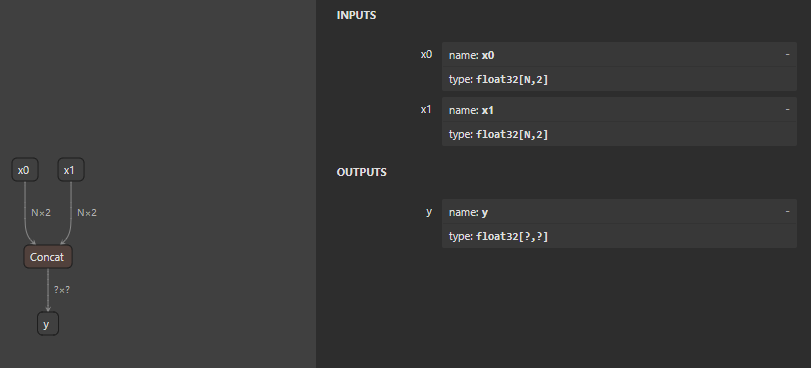 x0
x1
N×2
N×2
Concat
?×?
y
INPUTS
x0
name: x0
-
type: float32[N,2]
x1
name: x1
-
type: float32[N,2]
OUTPUTS
y
name: y
-
type: float32[?,?]